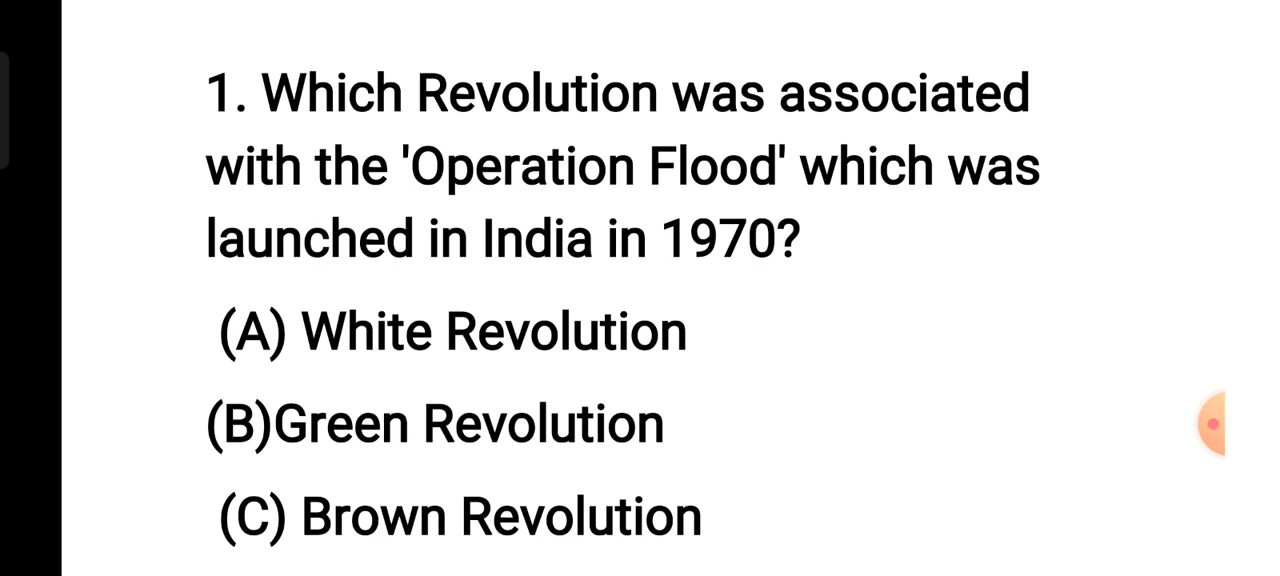 1. Which Revolution was associated
with the 'Operation Flood' which was
launched in India in 1970?
(A) White Revolution
(B)Green Revolution
(C) Brown Revolution